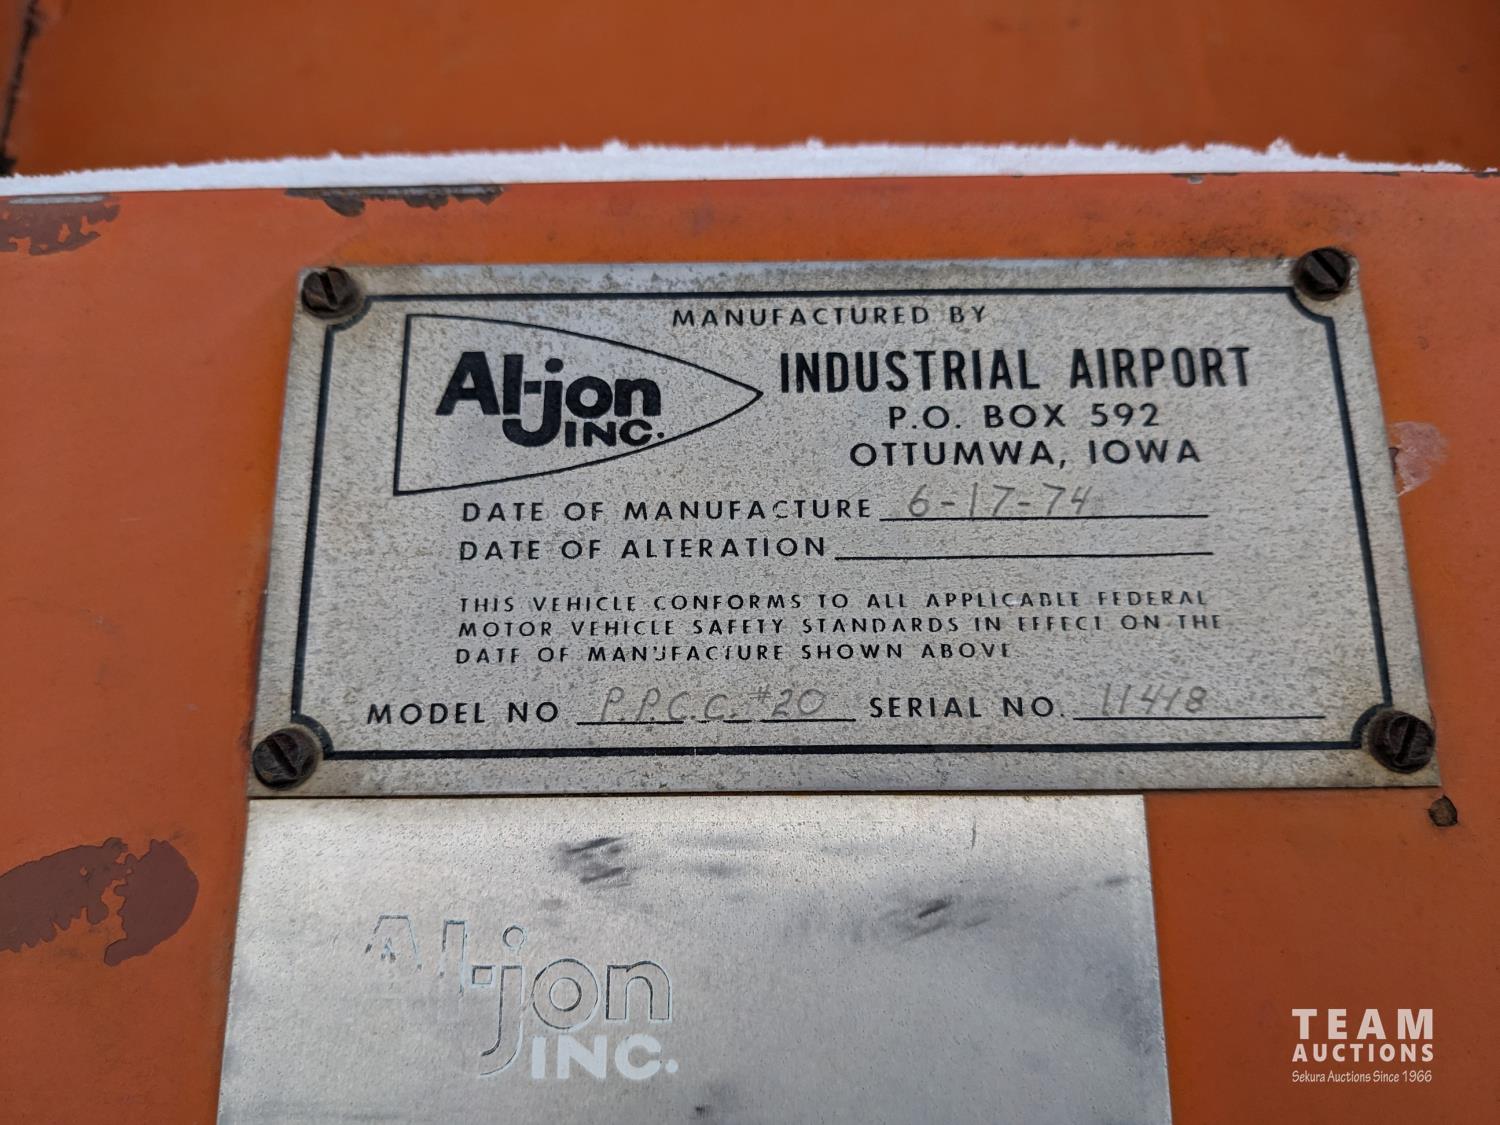 MANUFACTURED BY
Al-jon INC.
INDUSTRIAL AIRPORT
P.O. BOX 592
OTTUMWA, IOWA
DATE OF MANUFACTURE 6-17-74
DATE OF ALTERATION
THIS VEHICLE CONFORMS TO ALL APPLICABLE FEDERAL
MOTOR VEHICLE SAFETY STANDARDS IN EFFECT ON THE
DATE OF MANUFACTURE SHOWN ABOVE
MODEL NO P.P.C.C. #20 SERIAL NO. 11418
Al-jon
INC.
TEAM
AUCTIONS
Sekura Auctions Since 1966